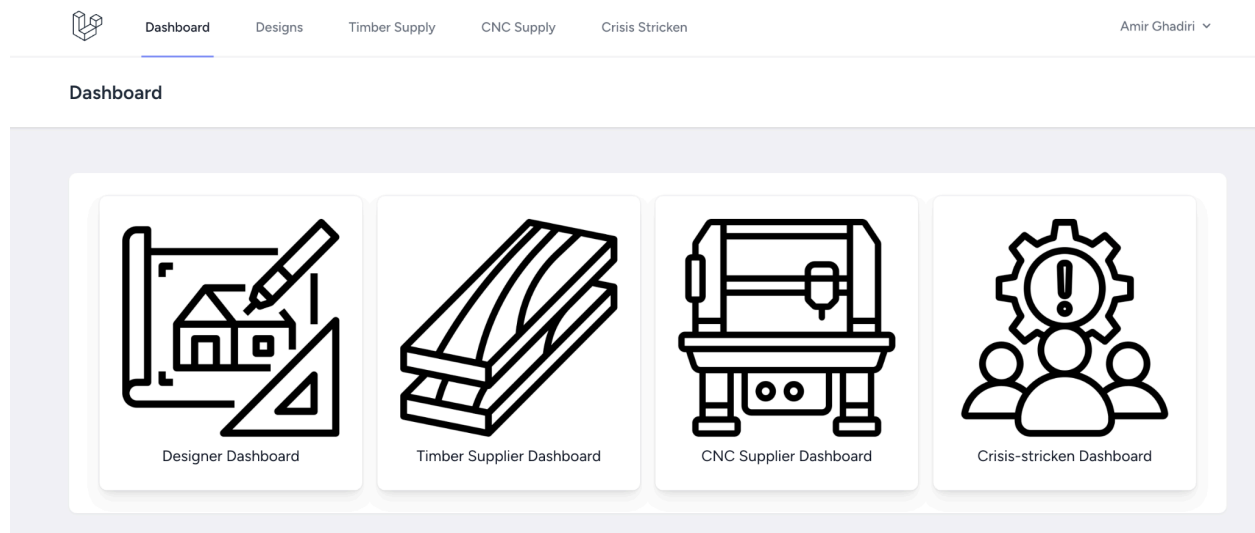 Dashboard Designs Timber Supply CNC Supply Crisis Stricken Amir Ghadiri
Dashboard
Designer Dashboard Timber Supplier Dashboard CNC Supplier Dashboard Crisis-stricken Dashboard